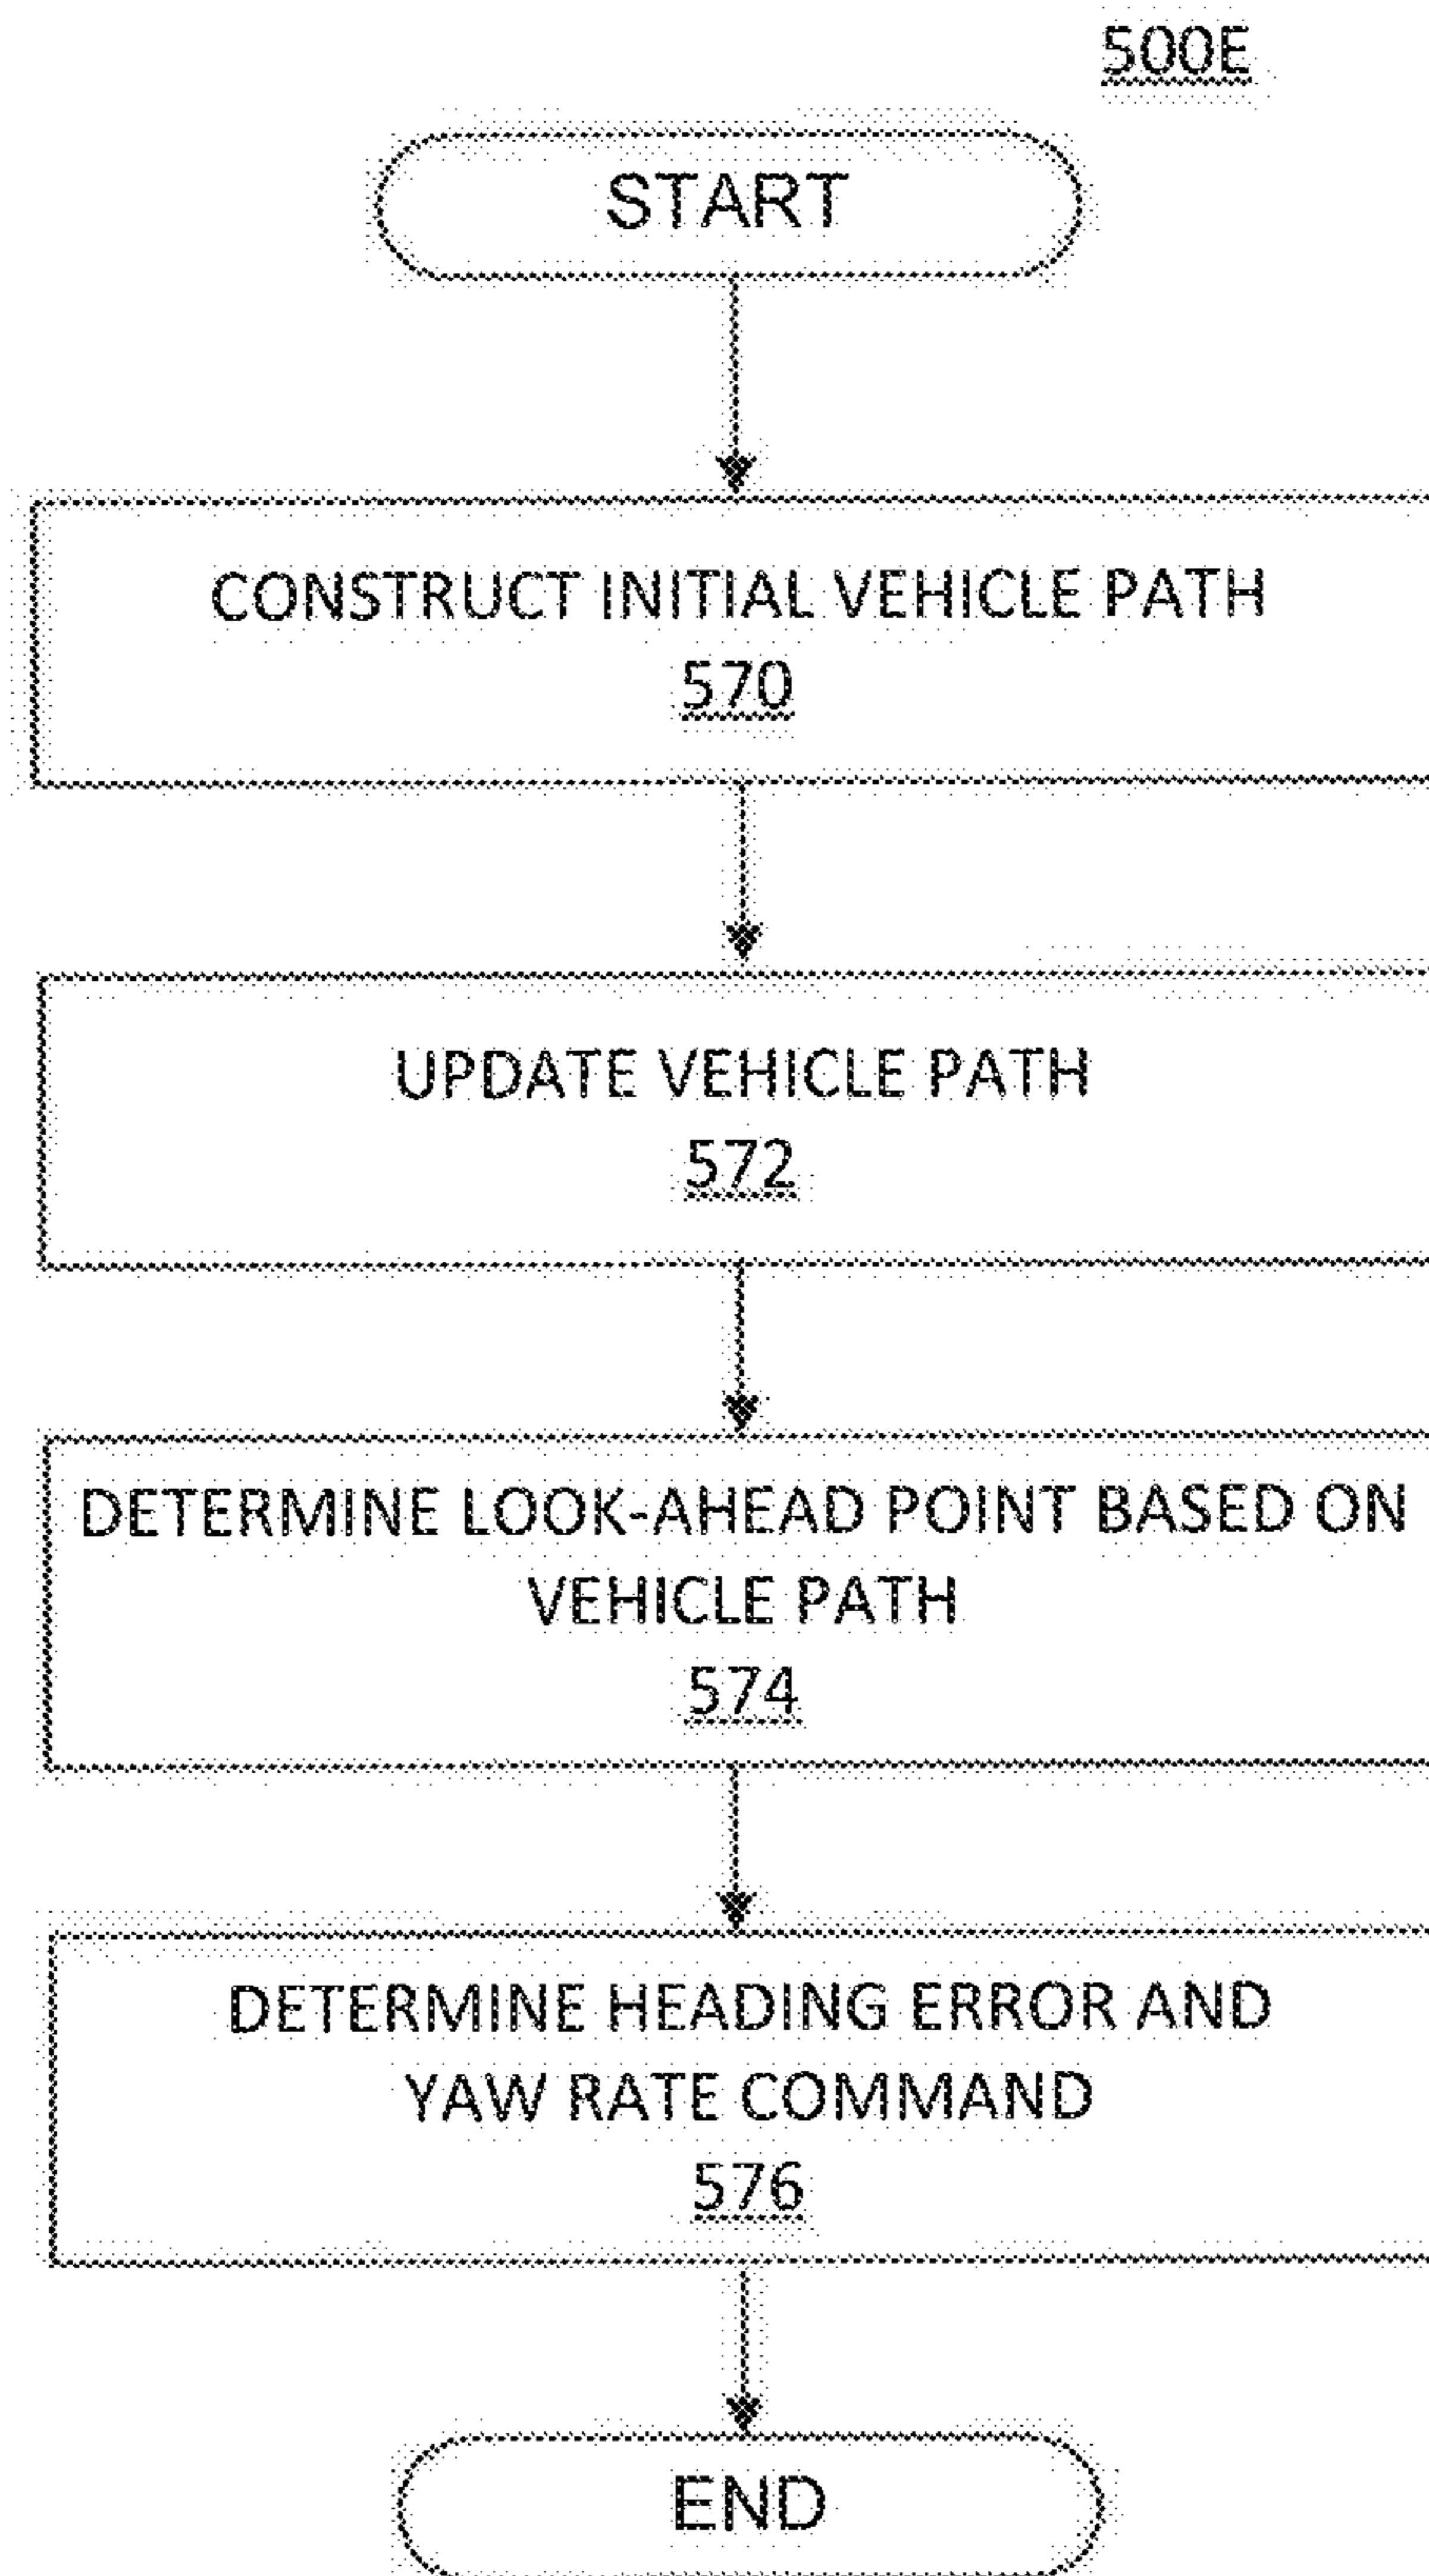 500E
START
CONSTRUCT INITIAL VEHICLE PATH
570
UPDATE VEHICLE PATH
572
DETERMINE LOOK-AHEAD POINT BASED ON
VEHICLE PATH
574
DETERMINE HEADING ERROR AND
YAW RATE COMMAND
576
END